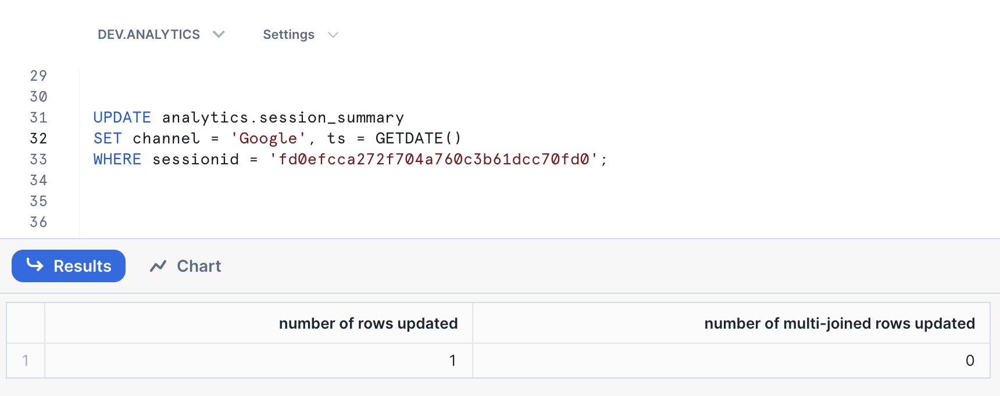 DEV.ANALYTICS Settings
29
30
31 UPDATE analytics.session_summary
32 SET channel = 'Google', ts = GETDATE()
33 WHERE sessionid = 'fd0efcca272f704a760c3b61dcc70fd0';
34
35
36
Results Chart
number of rows updated number of multi-joined rows updated
1 1 0